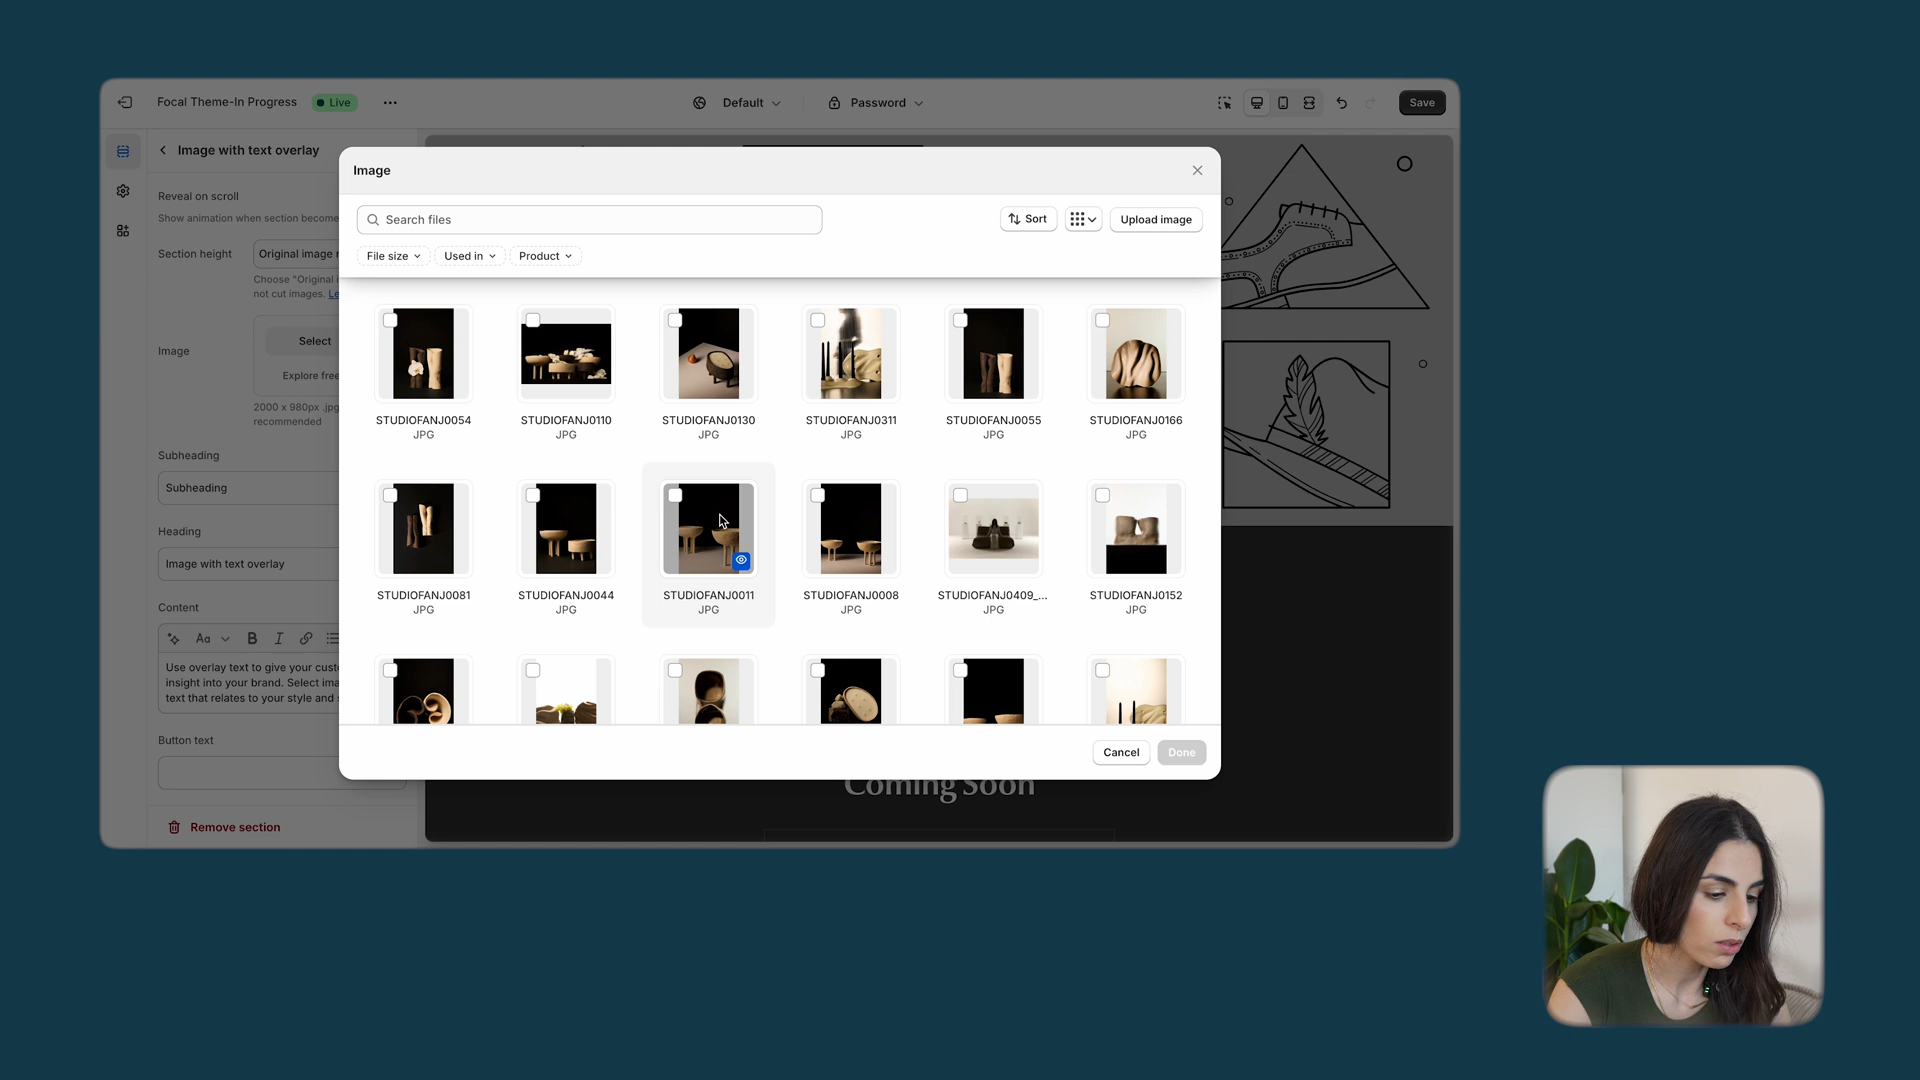 Focal Theme-In Progress
Live
Default
Password
Save
Image with text overlay
Reveal on scroll
Show animation when section become
Section height
Original image
Choose "Original
not cut images. Le
Image
Select
Explore free
2000 x 980px .jpg
recommended
Subheading
Subheading
Heading
Image with text overlay
Content
Aa
B
I
Use overlay text to give your cust
insight into your brand. Select ima
text that relates to your style and
Button text
Remove section
Image
Search files
Sort
Upload image
File size
Used in
Product
STUDIOFANJ0054
JPG
STUDIOFANJ0110
JPG
STUDIOFANJ0130
JPG
STUDIOFANJ0311
JPG
STUDIOFANJ0055
JPG
STUDIOFANJ0166
JPG
STUDIOFANJ0081
JPG
STUDIOFANJ0044
JPG
STUDIOFANJ0011
JPG
STUDIOFANJ0008
JPG
STUDIOFANJ0409_...
JPG
STUDIOFANJ0152
JPG
Cancel
Done
Coming Soon